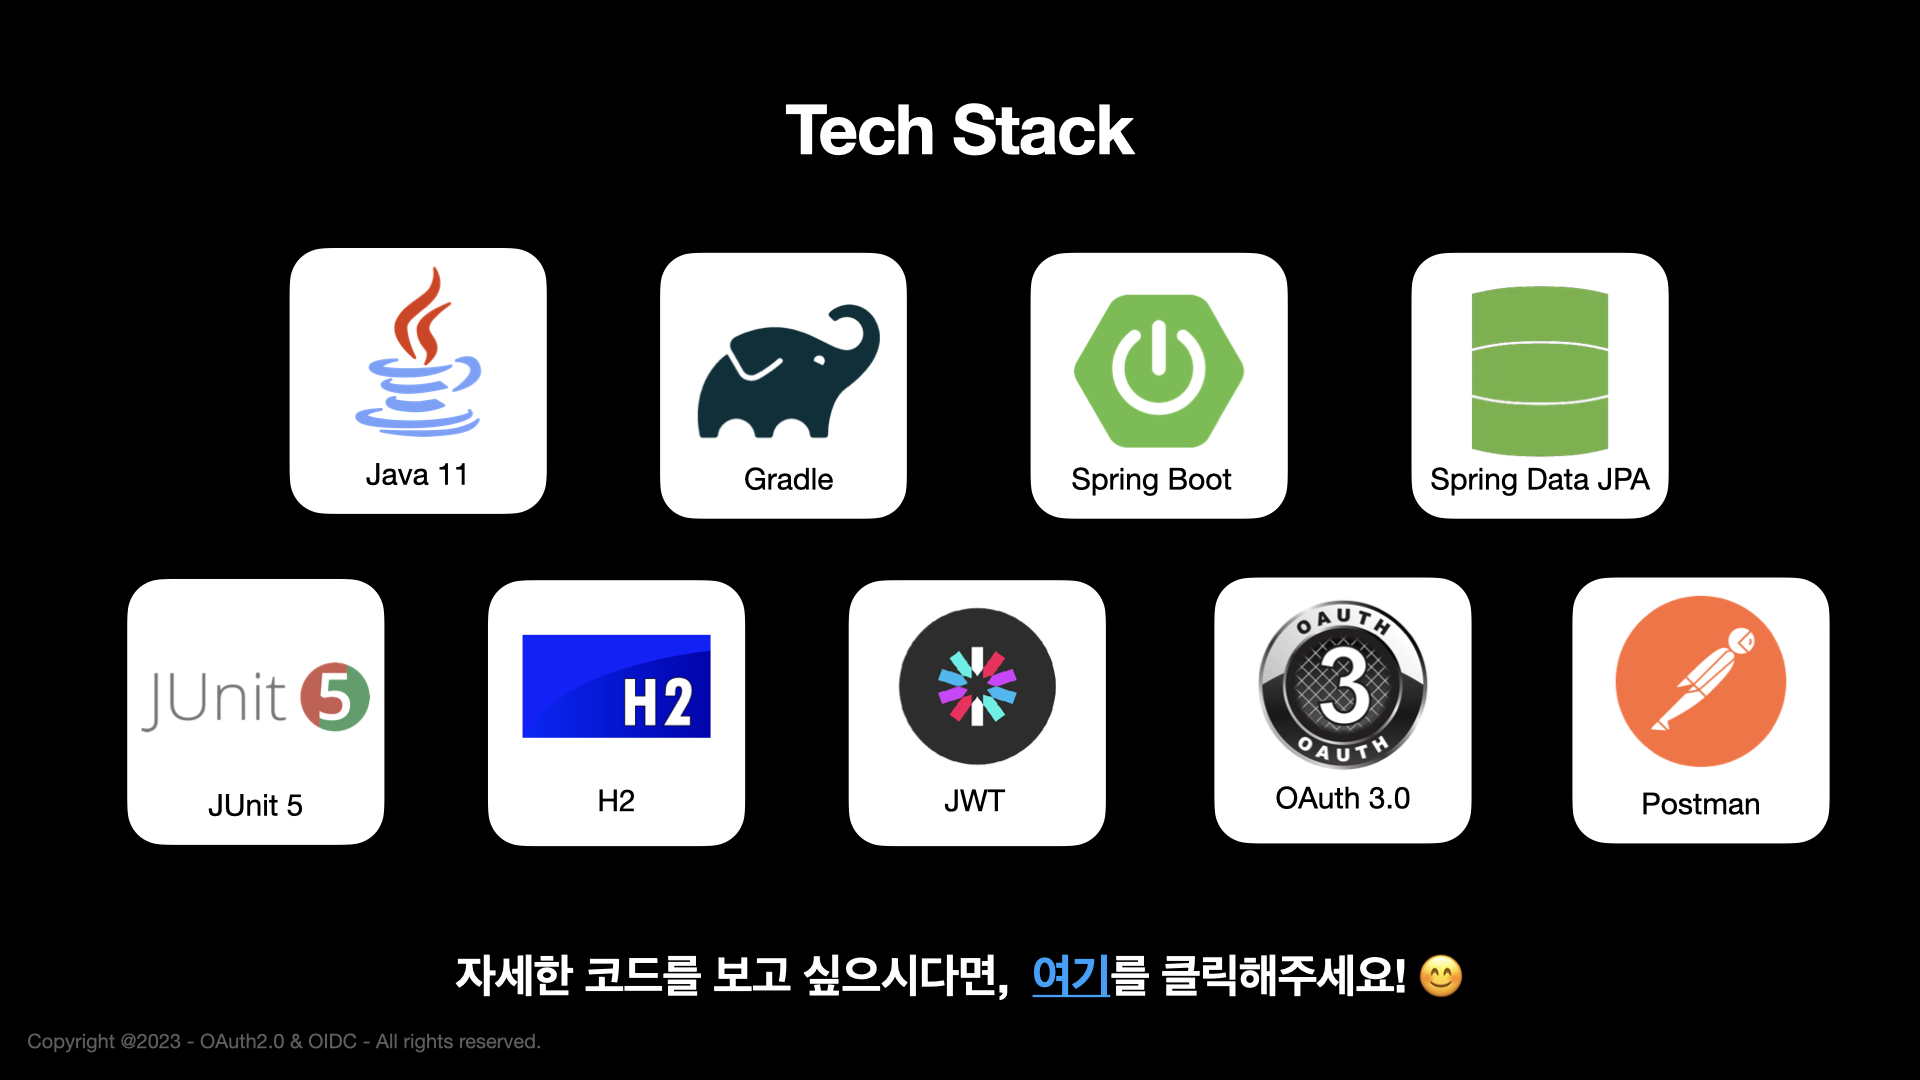 Tech Stack
Java 11
Gradle
Spring Boot
Spring Data JPA
JUnit 5
JUnit 5
H2
H2
JWT
OAUTH
3
OAUTH
OAuth 3.0
Postman
자세한 코드를 보고 싶으시다면, 여기를 클릭해주세요! 😊
Copyright @2023 - OAuth2.0 & OIDC - All rights reserved.